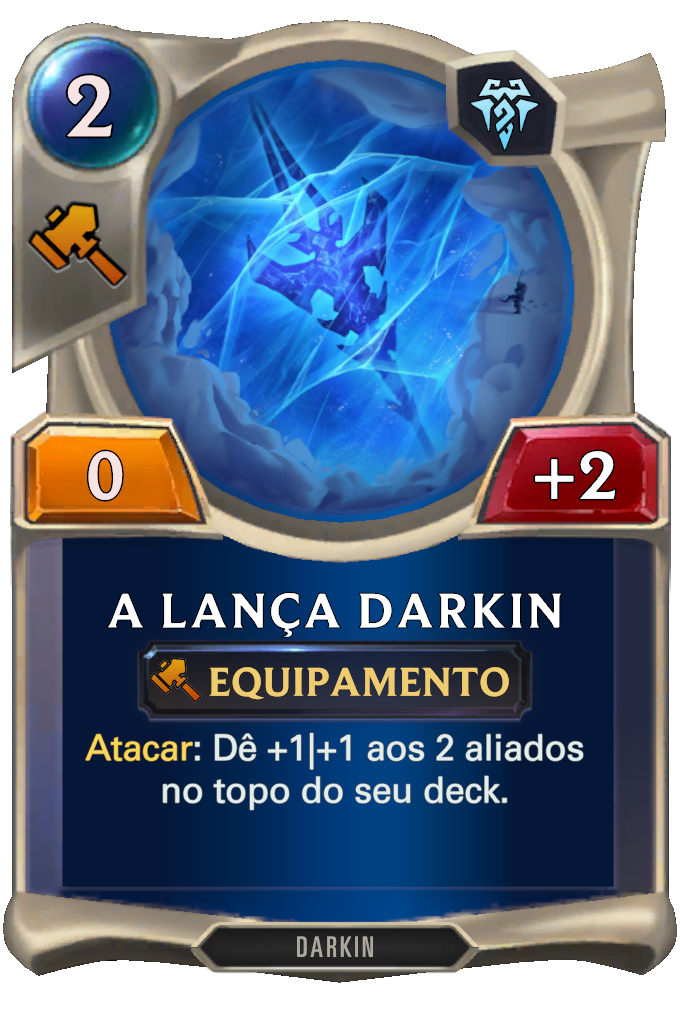 2
0
+2
A LANÇA DARKIN
EQUIPAMENTO
Atacar: Dê +1|+1 aos 2 aliados
no topo do seu deck.
DARKIN